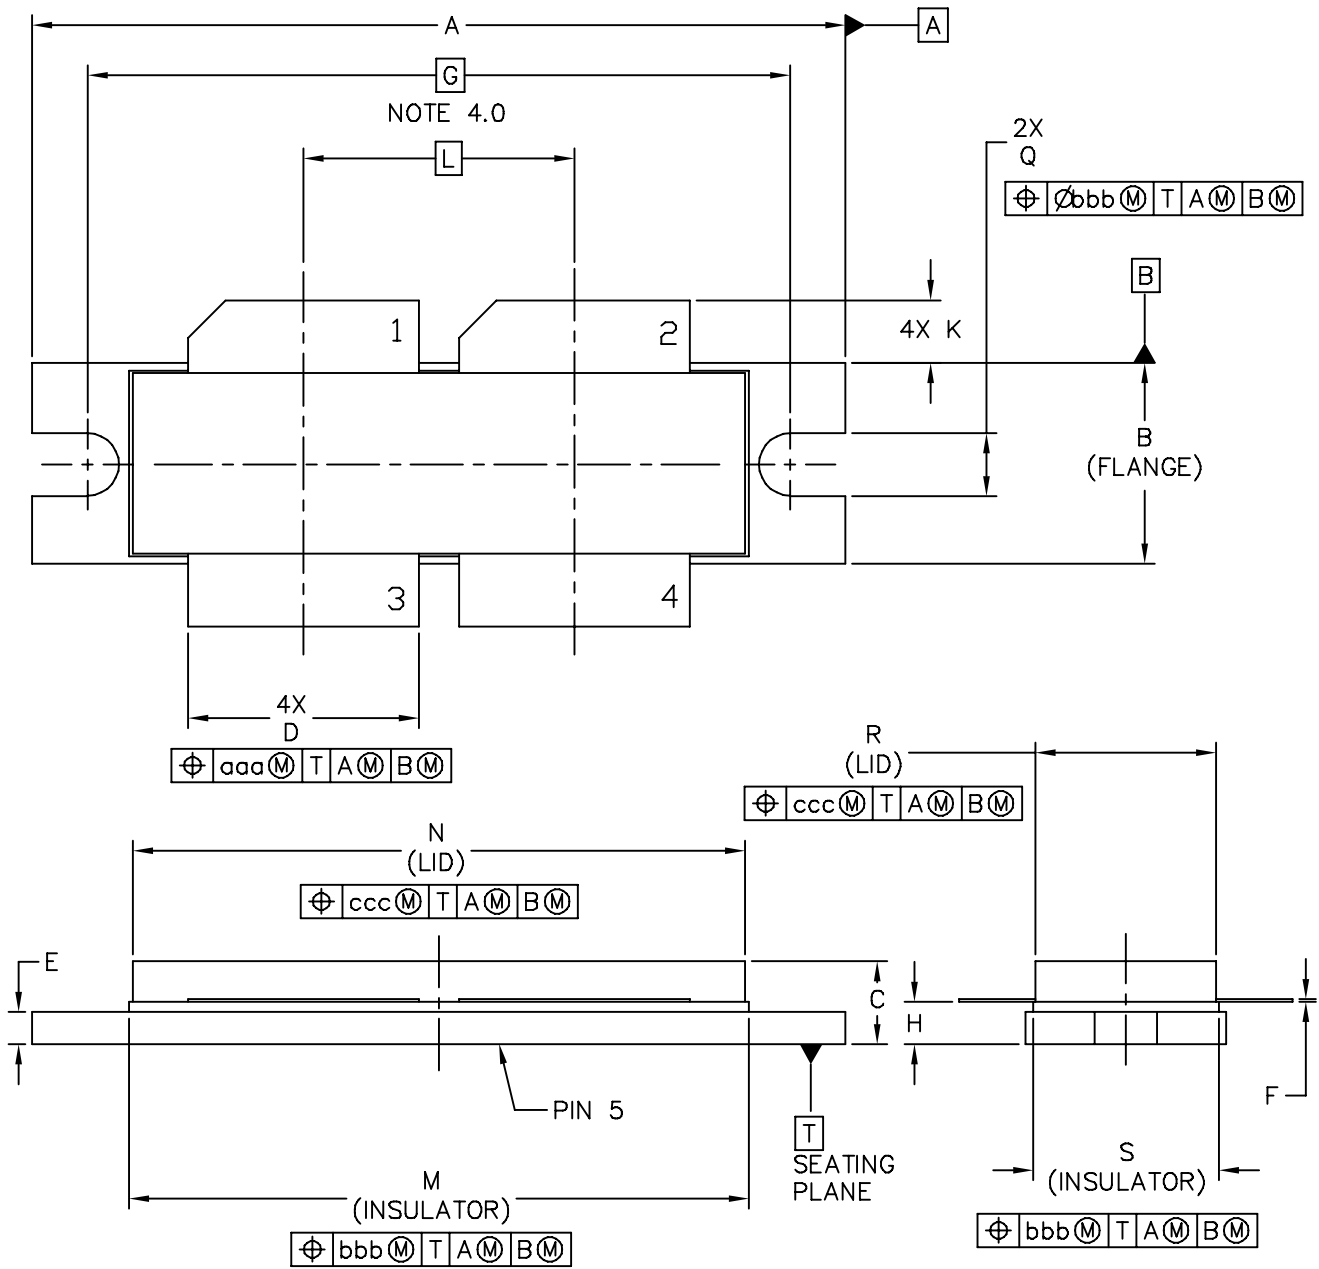 A
A
G
NOTE 4.0
L
2X
Q
⌖ Øbbb Ⓜ T A Ⓜ B Ⓜ
B
1
2
4X K
B
(FLANGE)
3
4
4X
D
⌖ aaa Ⓜ T A Ⓜ B Ⓜ
R
(LID)
⌖ ccc Ⓜ T A Ⓜ B Ⓜ
N
(LID)
⌖ ccc Ⓜ T A Ⓜ B Ⓜ
E
C
H
F
PIN 5
T
SEATING
PLANE
S
(INSULATOR)
⌖ bbb Ⓜ T A Ⓜ B Ⓜ
M
(INSULATOR)
⌖ bbb Ⓜ T A Ⓜ B Ⓜ